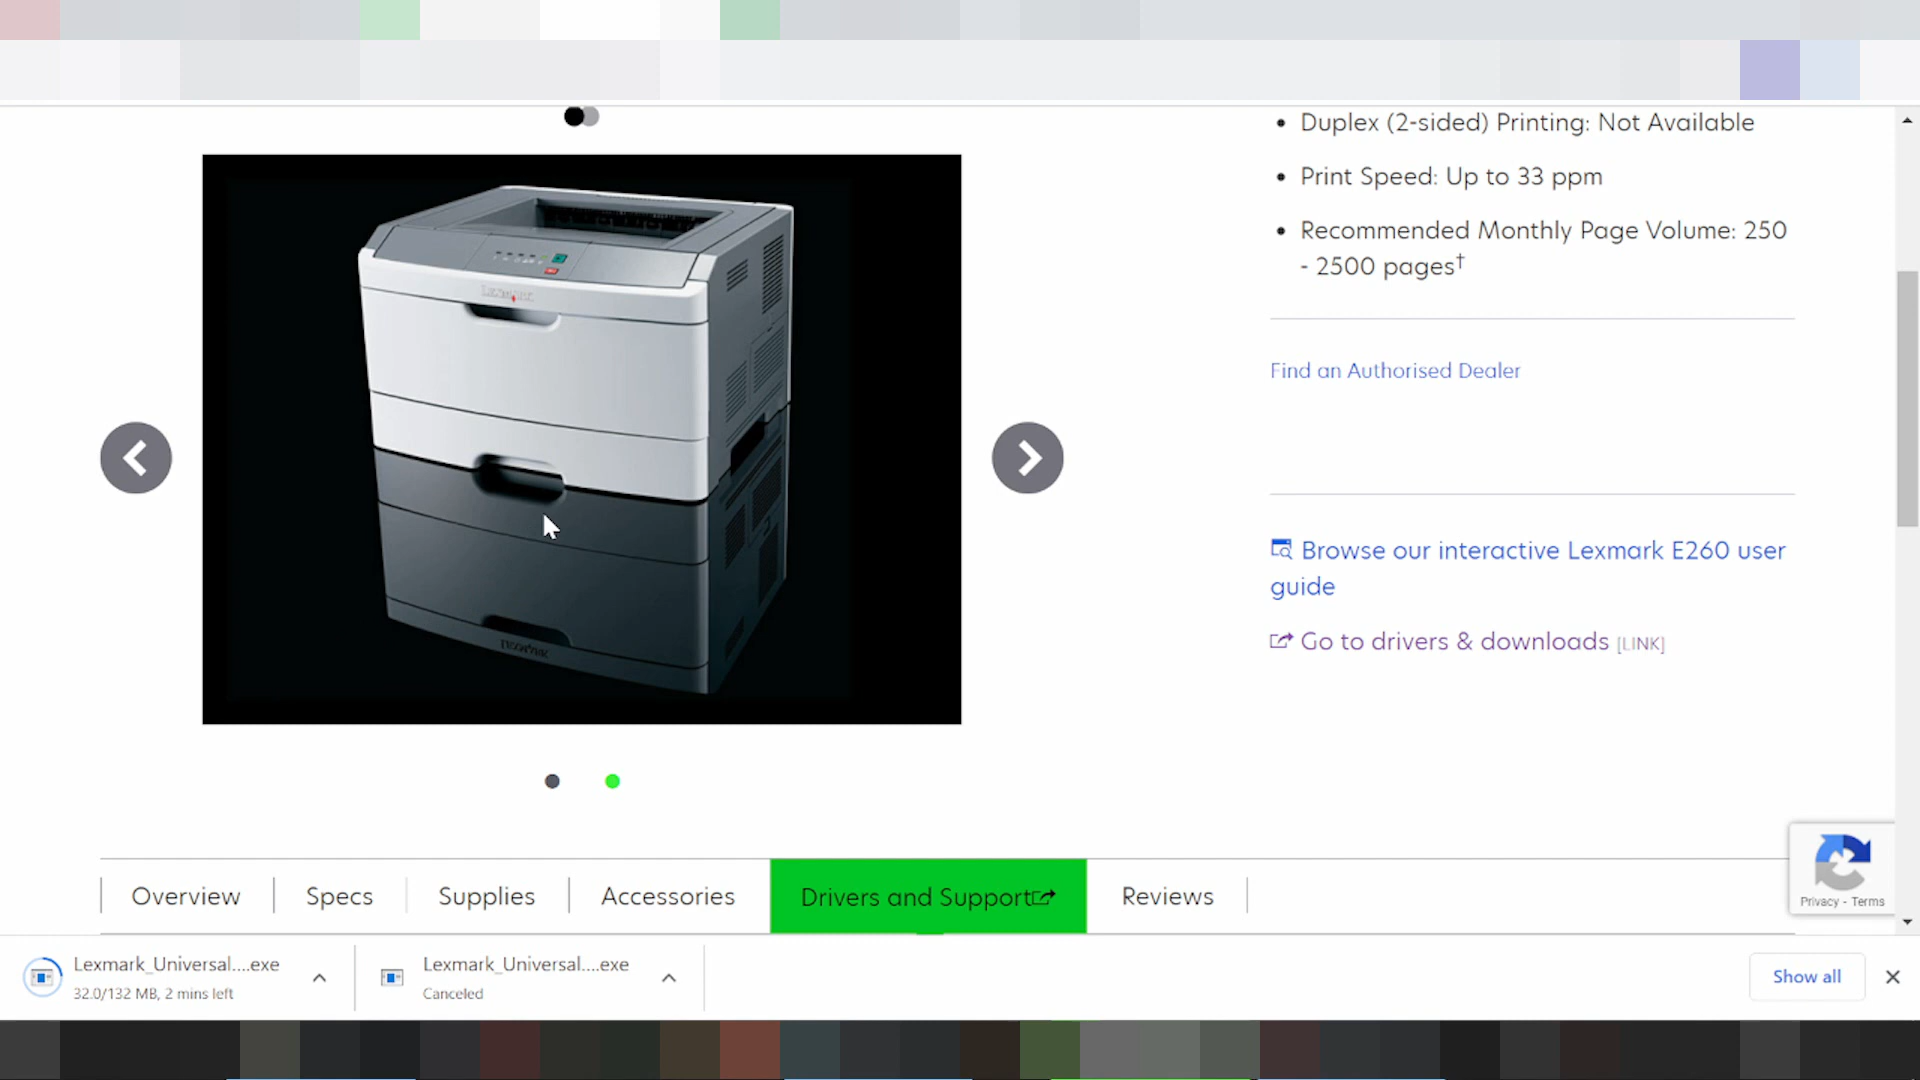 Duplex (2-sided) Printing: Not Available
Print Speed: Up to 33 ppm
Recommended Monthly Page Volume: 250
- 2500 pages†
LEXMARK
Find an Authorised Dealer
Browse our interactive Lexmark E260 user
guide
Go to drivers & downloads [LINK]
Overview
Specs
Supplies
Accessories
Drivers and Support
Reviews
Privacy - Terms
Lexmark_Universal....exe
32.0/132 MB, 2 mins left
Lexmark_Universal....exe
Canceled
Show all